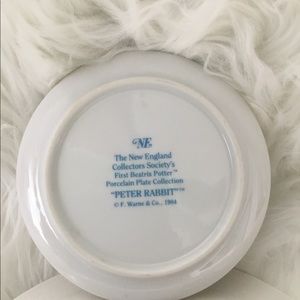 NE
The New England
Collectors Society's
First Beatrix Potter™
Porcelain Plate Collection
"PETER RABBIT"™
© F. Warne & Co., 1984